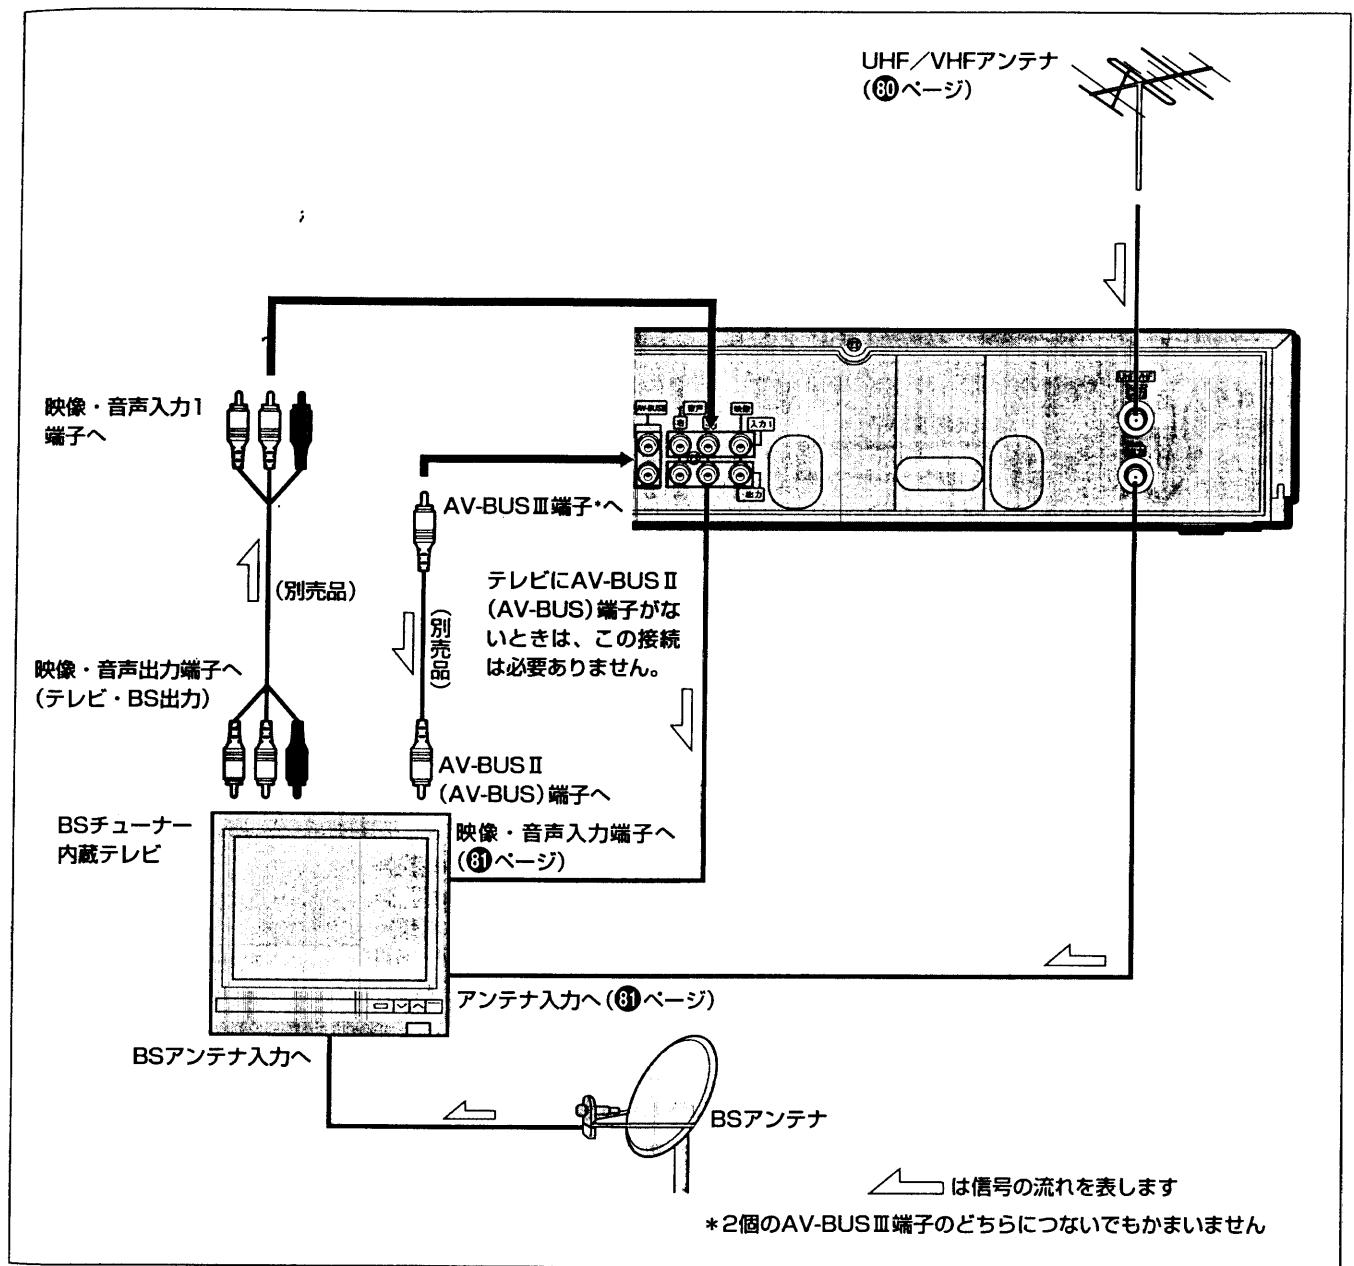 UHF／VHFアンテナ
（80ページ）
映像・音声入力1
端子へ
AV-BUSⅢ
音声
映像
右
入力1
出力
AV-BUSⅢ端子*へ
（別売品）
（別売品）
テレビにAV-BUSⅡ
（AV-BUS）端子がな
いときは、この接続
は必要ありません。
映像・音声出力端子へ
（テレビ・BS出力）
AV-BUSⅡ
（AV-BUS）端子へ
BSチューナー
内蔵テレビ
映像・音声入力端子へ
（81ページ）
アンテナ入力へ（81ページ）
BSアンテナ入力へ
BSアンテナ
は信号の流れを表します
*2個のAV-BUSⅢ端子のどちらにつないでもかまいません